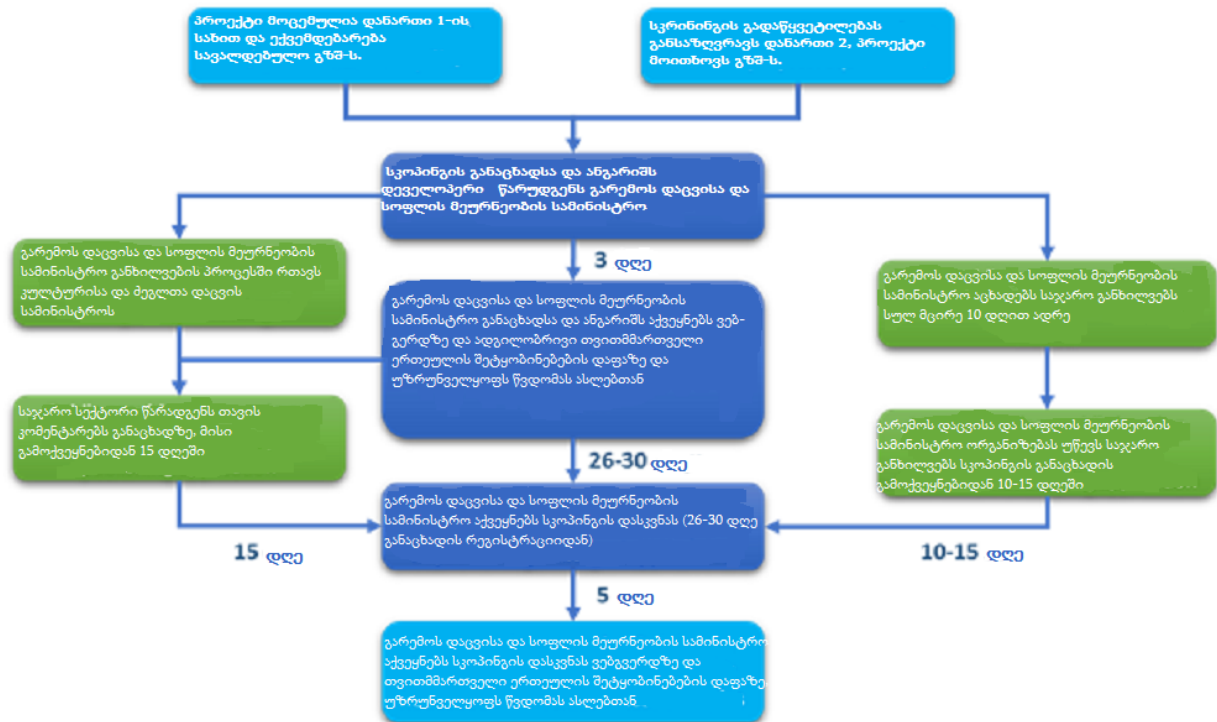 პროექტი მოცემულია დანართი 1-ის
სახით და ექვემდებარება
სავალდებულო გზშ-ს.
სკრინინგის გადაწყვეტილებას
განსაზღვრავს დანართი 2, პროექტი
მოითხოვს გზშ-ს.
სკოპინგის განაცხადსა და ანგარიშს
დეველოპერი წარუდგენს გარემოს დაცვისა და
სოფლის მეურნეობის სამინისტრო
3 დღე
გარემოს დაცვისა და სოფლის მეურნეობის
სამინისტრო განხილვების პროცესში რთავს
კულტურისა და ძეგლთა დაცვის
სამინისტროს
გარემოს დაცვისა და სოფლის მეურნეობის
სამინისტრო განაცხადსა და ანგარიშს აქვეყნებს ვებ-
გერდზე და ადგილობრივი თვითმმართველი
ერთეულის შეტყობინებების დაფაზე და
უზრუნველყოფს წვდომას ასლებთან
გარემოს დაცვისა და სოფლის მეურნეობის
სამინისტრო აცხადებს საჯარო განხილვებს
სულ მცირე 10 დღით ადრე
საჯარო სექტორი წარადგენს თავის
კომენტარებს განაცხადზე, მისი
გამოქვეყნებიდან 15 დღეში
გარემოს დაცვისა და სოფლის მეურნეობის
სამინისტრო ორგანიზებას უწევს საჯარო
განხილვებს სკოპინგის განაცხადის
გამოქვეყნებიდან 10-15 დღეში
26-30 დღე
გარემოს დაცვისა და სოფლის მეურნეობის
სამინისტრო აქვეყნებს სკოპინგის დასკვნას (26-30 დღე
განაცხადის რეგისტრაციიდან)
15 დღე
10-15 დღე
5 დღე
გარემოს დაცვისა და სოფლის მეურნეობის სამინისტრო
აქვეყნებს სკოპინგის დასკვნას ვებგვერდზე და
თვითმმართველი ერთეულის შეტყობინებების დაფაზე,
უზრუნველყოფს წვდომას ასლებთან